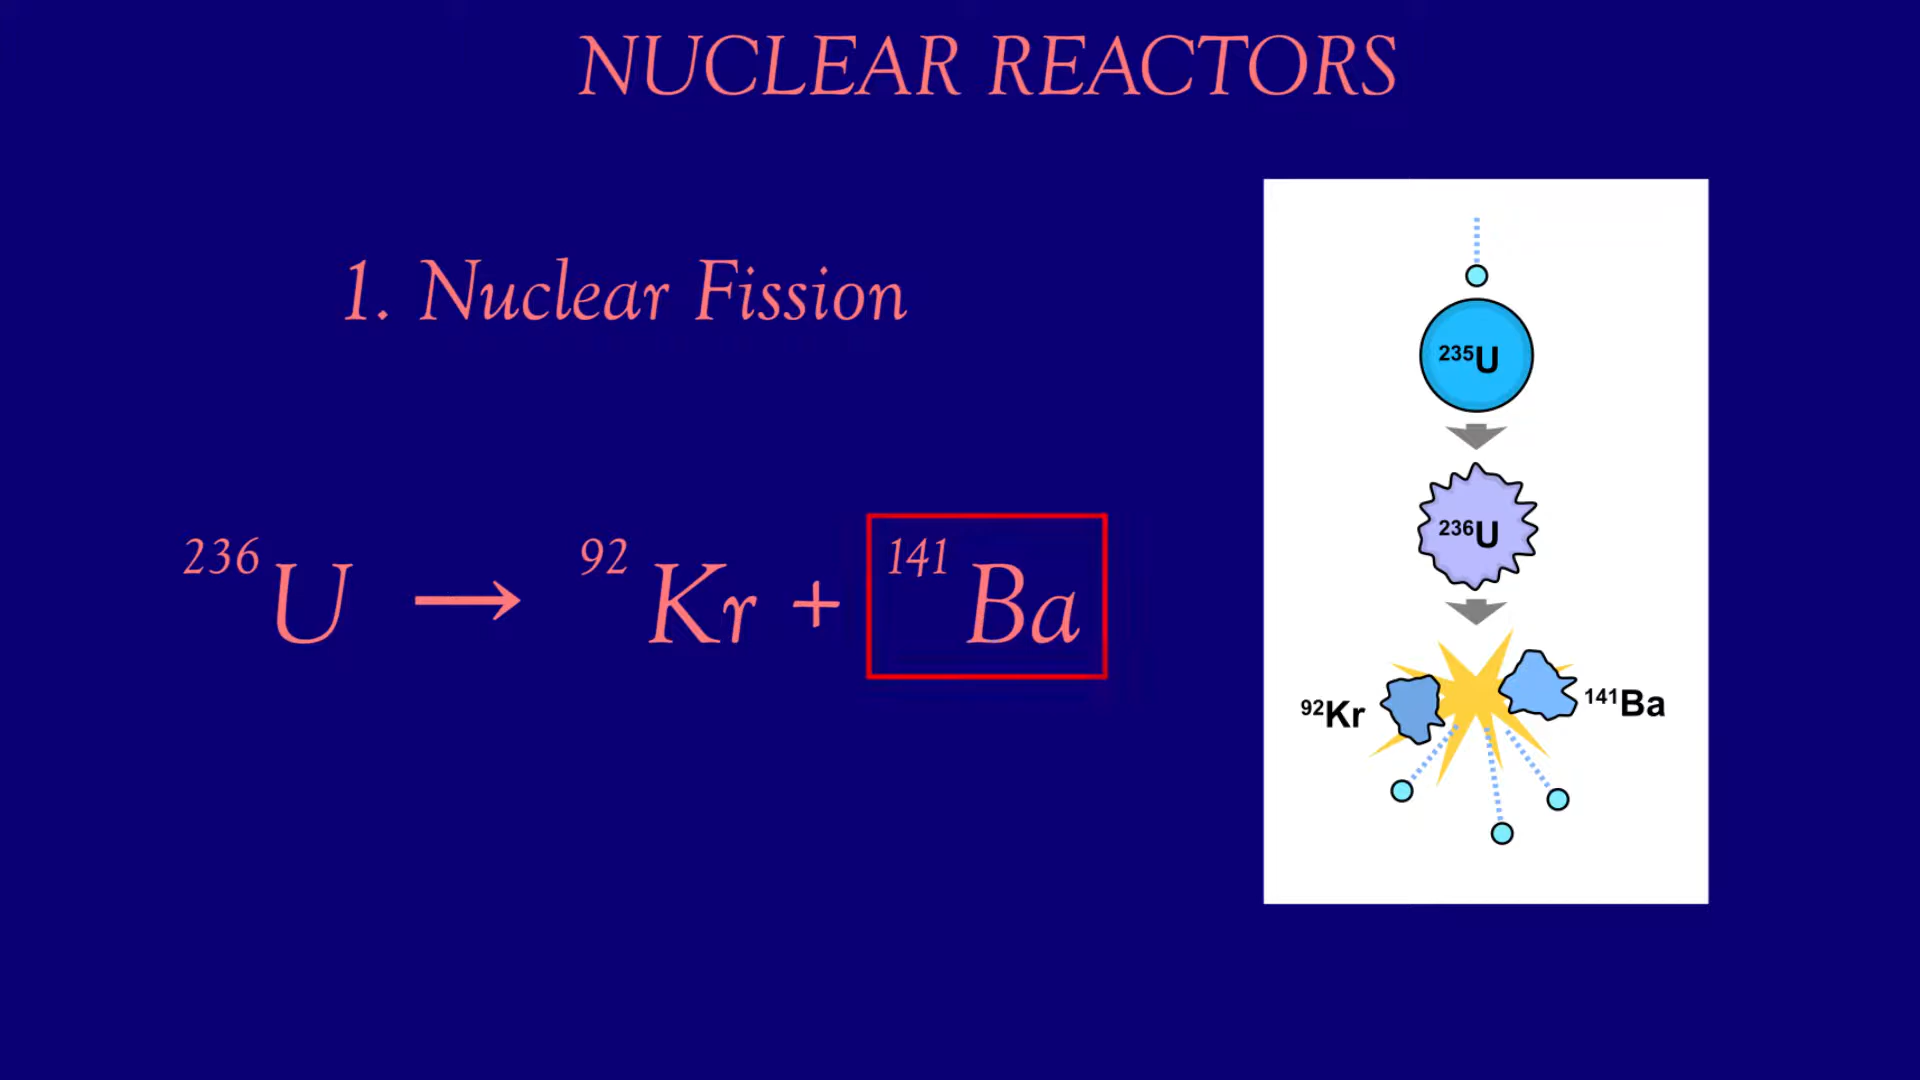 NUCLEAR REACTORS
1. Nuclear Fission
²³⁶U → ⁹²Kr + ¹⁴¹Ba
²³⁵U
²³⁶U
⁹²Kr ¹⁴¹Ba